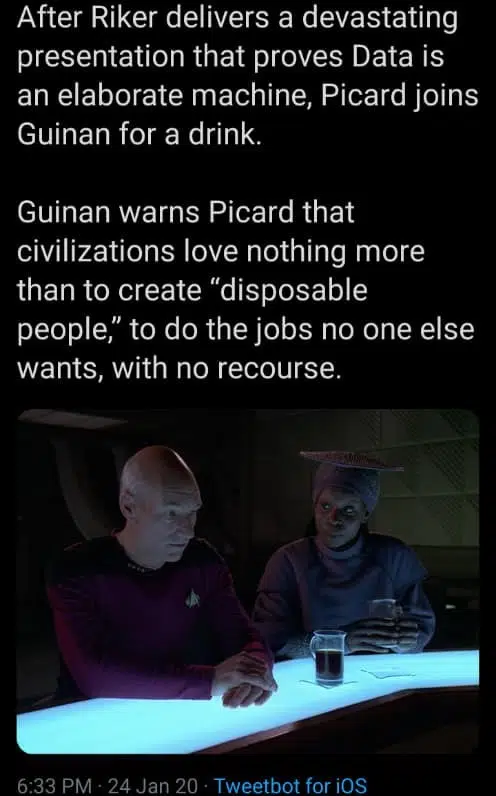 After Riker delivers a devastating
presentation that proves Data is
an elaborate machine, Picard joins
Guinan for a drink.
Guinan warns Picard that
civilizations love nothing more
than to create “disposable
people,” to do the jobs no one else
wants, with no recourse.
6:33 PM · 24 Jan 20 · Tweetbot for iOS